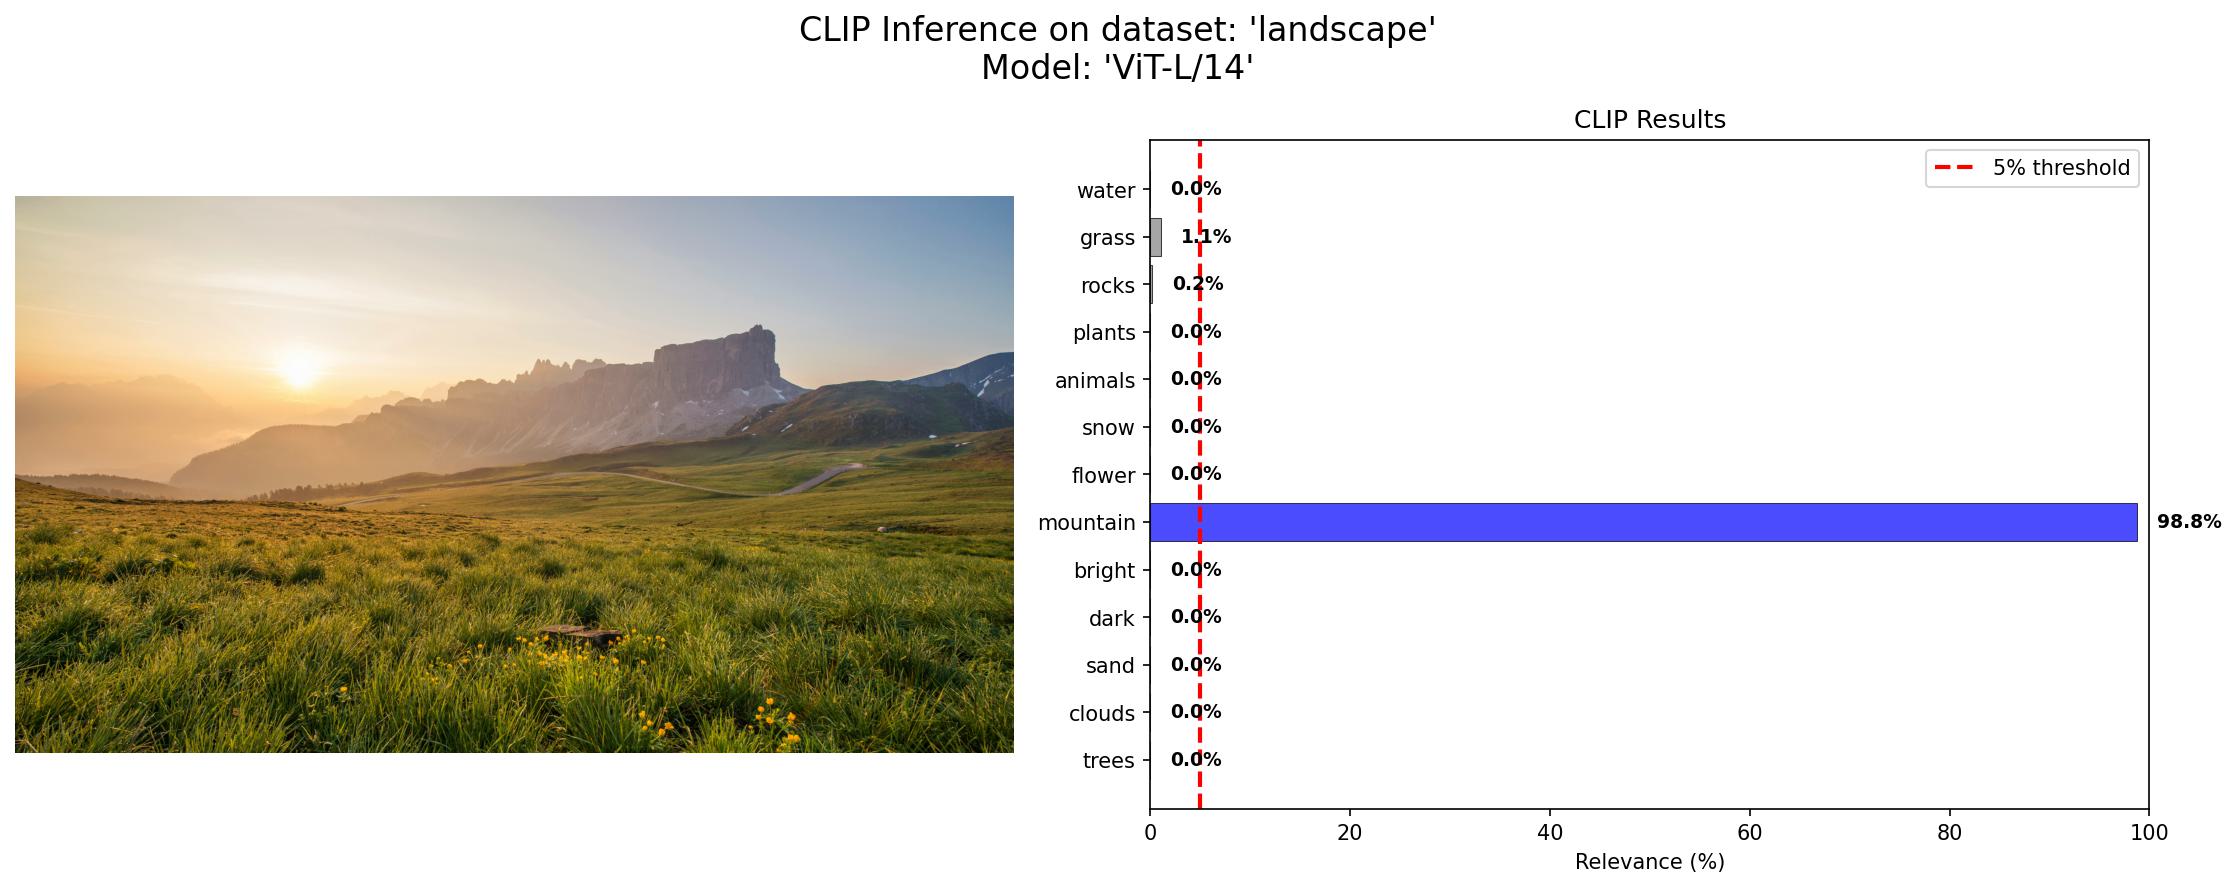 CLIP Inference on dataset: 'landscape'
Model: 'ViT-L/14'
CLIP Results
5% threshold
water 0.0%
grass 1.1%
rocks 0.2%
plants 0.0%
animals 0.0%
snow 0.0%
flower 0.0%
mountain 98.8%
bright 0.0%
dark 0.0%
sand 0.0%
clouds 0.0%
trees 0.0%
0 20 40 60 80 100
Relevance (%)